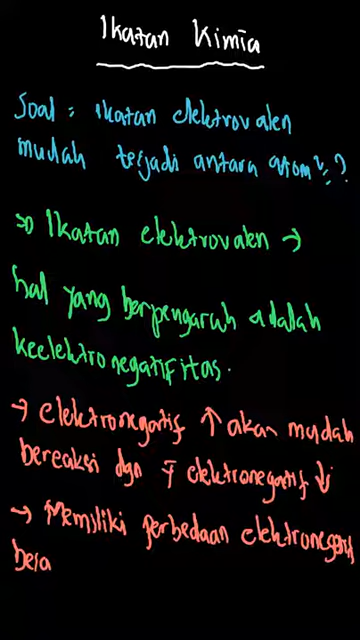 Ikatan Kimia
Soal = Ikatan elektrovalen
mudah terjadi antara atom² = ?
=> Ikatan elektrovalen →
hal yang berpengaruh adalah
keelektronegatifitas.
→ elektronegatif ↑ akan mudah
bereaksi dgn elektronegatif ↓
→ Memiliki perbedaan elektronegatif
besa